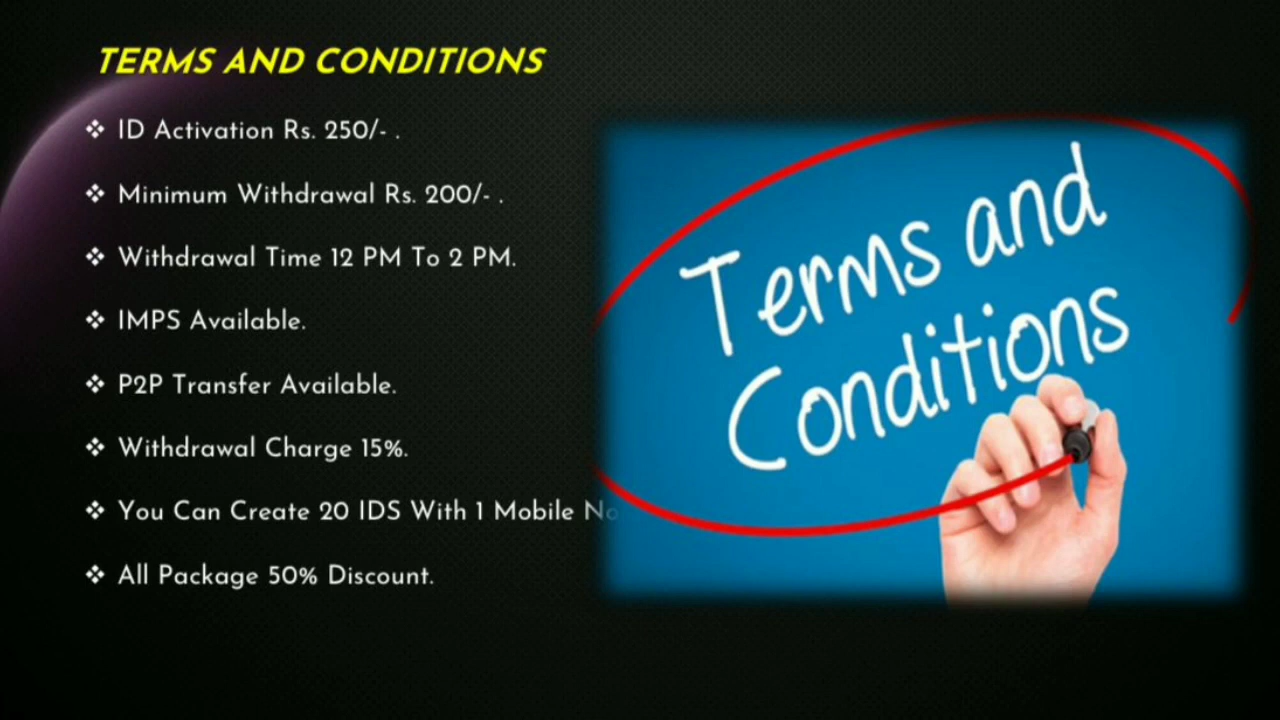 TERMS AND CONDITIONS
❖ ID Activation Rs. 250/- .
❖ Minimum Withdrawal Rs. 200/- .
❖ Withdrawal Time 12 PM To 2 PM.
❖ IMPS Available.
❖ P2P Transfer Available.
❖ Withdrawal Charge 15%.
❖ You Can Create 20 IDS With 1 Mobile No
❖ All Package 50% Discount.
Terms and
Conditions